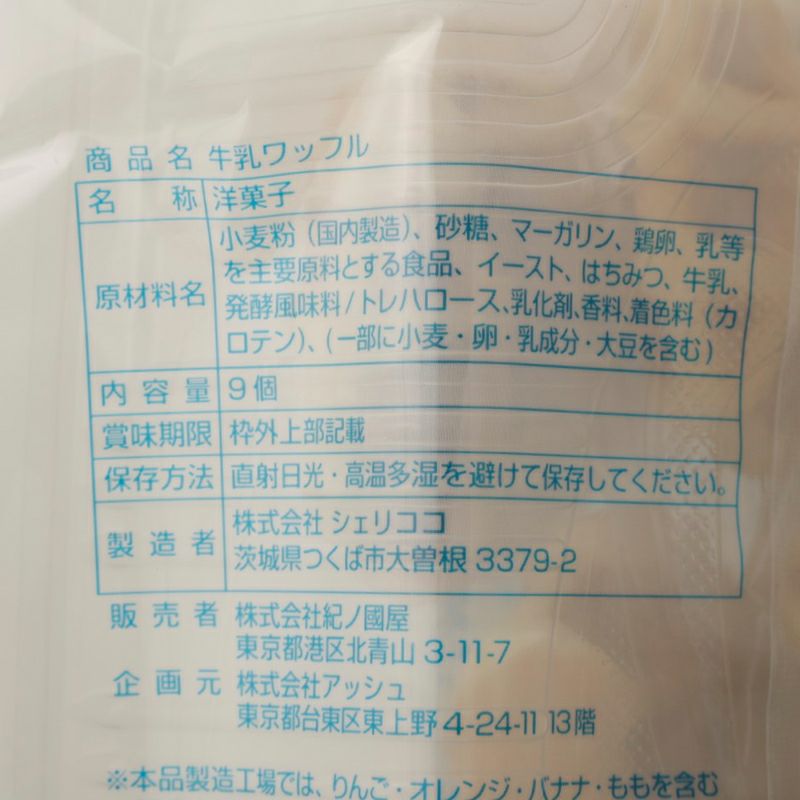 商品名 牛乳ワッフル
名称 洋菓子
原材料名 小麦粉（国内製造）、砂糖、マーガリン、鶏卵、乳等
を主要原料とする食品、イースト、はちみつ、牛乳、
発酵風味料/トレハロース、乳化剤、香料、着色料（カ
ロテン）、（一部に小麦・卵・乳成分・大豆を含む）
内容量 9個
賞味期限 枠外上部記載
保存方法 直射日光・高温多湿を避けて保存してください。
製造者 株式会社 シェリココ
茨城県つくば市大曽根 3379-2
販売者 株式会社紀ノ國屋
東京都港区北青山 3-11-7
企画元 株式会社アッシュ
東京都台東区東上野 4-24-11 13階
※本品製造工場では、りんご・オレンジ・バナナ・ももを含む